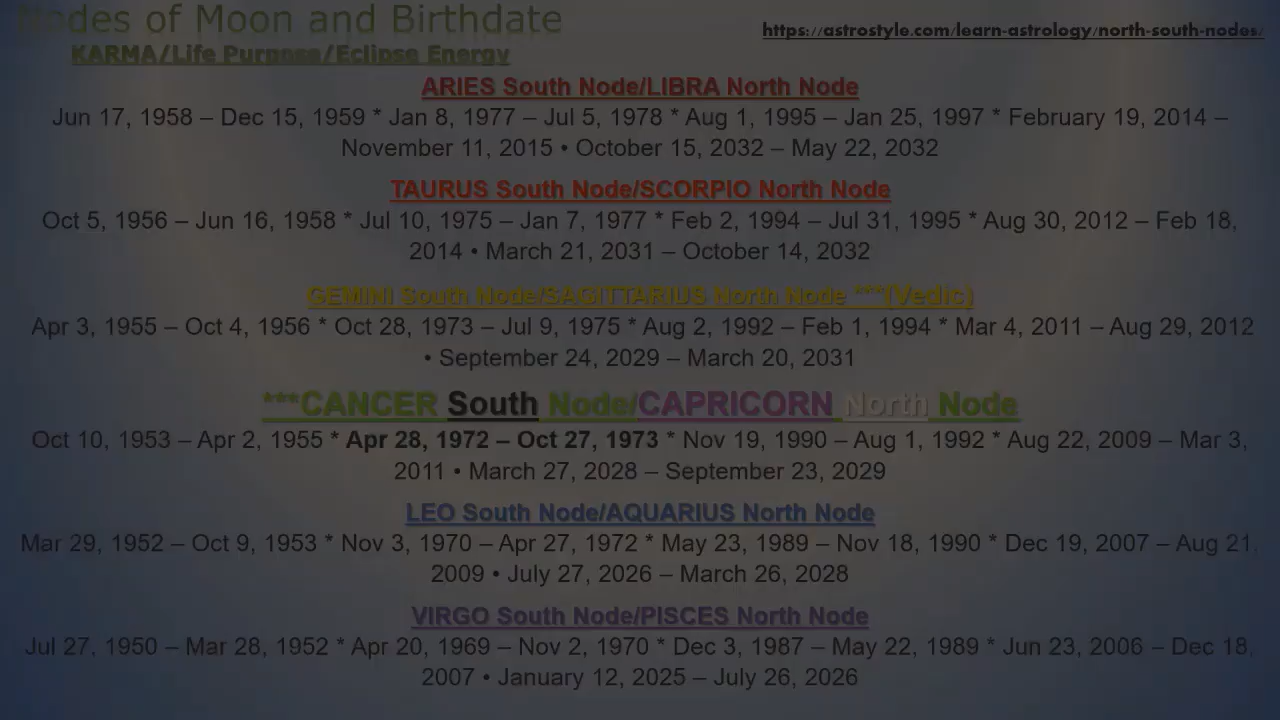 Nodes of Moon and Birthdate
https://astrostyle.com/learn-astrology/north-south-nodes/
KARMA/Life Purpose/Eclipse Energy
ARIES South Node/LIBRA North Node
Jun 17, 1958 – Dec 15, 1959 * Jan 8, 1977 – Jul 5, 1978 * Aug 1, 1995 – Jan 25, 1997 * February 19, 2014 –
November 11, 2015 • October 15, 2032 – May 22, 2032
TAURUS South Node/SCORPIO North Node
Oct 5, 1956 – Jun 16, 1958 * Jul 10, 1975 – Jan 7, 1977 * Feb 2, 1994 – Jul 31, 1995 * Aug 30, 2012 – Feb 18,
2014 • March 21, 2031 – October 14, 2032
GEMINI South Node/SAGITTARIUS North Node ***(Vedic)
Apr 3, 1955 – Oct 4, 1956 * Oct 28, 1973 – Jul 9, 1975 * Aug 2, 1992 – Feb 1, 1994 * Mar 4, 2011 – Aug 29, 2012
• September 24, 2029 – March 20, 2031
***CANCER South Node/CAPRICORN North Node
Oct 10, 1953 – Apr 2, 1955 * Apr 28, 1972 – Oct 27, 1973 * Nov 19, 1990 – Aug 1, 1992 * Aug 22, 2009 – Mar 3,
2011 • March 27, 2028 – September 23, 2029
LEO South Node/AQUARIUS North Node
Mar 29, 1952 – Oct 9, 1953 * Nov 3, 1970 – Apr 27, 1972 * May 23, 1989 – Nov 18, 1990 * Dec 19, 2007 – Aug 21,
2009 • July 27, 2026 – March 26, 2028
VIRGO South Node/PISCES North Node
Jul 27, 1950 – Mar 28, 1952 * Apr 20, 1969 – Nov 2, 1970 * Dec 3, 1987 – May 22, 1989 * Jun 23, 2006 – Dec 18,
2007 • January 12, 2025 – July 26, 2026